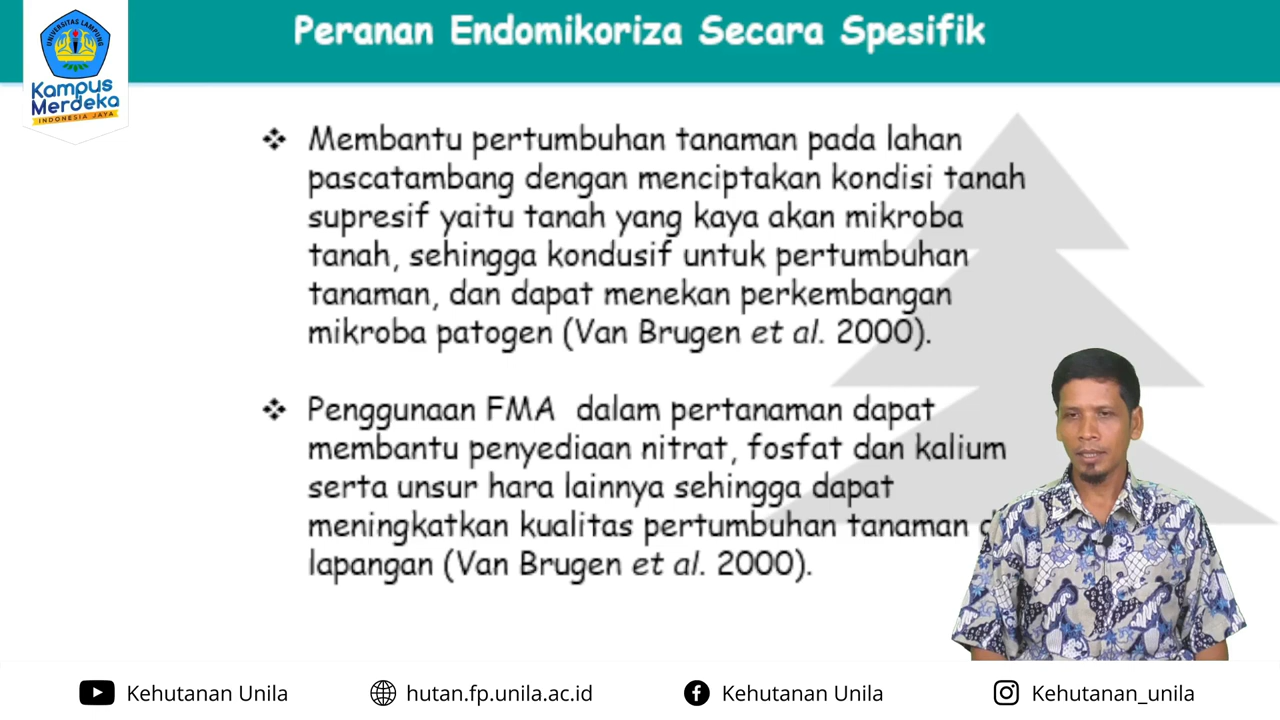 Peranan Endomikoriza Secara Spesifik
UNIVERSITAS LAMPUNG
Kampus
Merdeka
INDONESIA JAYA
❖ Membantu pertumbuhan tanaman pada lahan
pascatambang dengan menciptakan kondisi tanah
supresif yaitu tanah yang kaya akan mikroba
tanah, sehingga kondusif untuk pertumbuhan
tanaman, dan dapat menekan perkembangan
mikroba patogen (Van Brugen et al. 2000).
❖ Penggunaan FMA dalam pertanaman dapat
membantu penyediaan nitrat, fosfat dan kalium
serta unsur hara lainnya sehingga dapat
meningkatkan kualitas pertumbuhan tanaman
lapangan (Van Brugen et al. 2000).
Kehutanan Unila
hutan.fp.unila.ac.id
Kehutanan Unila
Kehutanan_unila